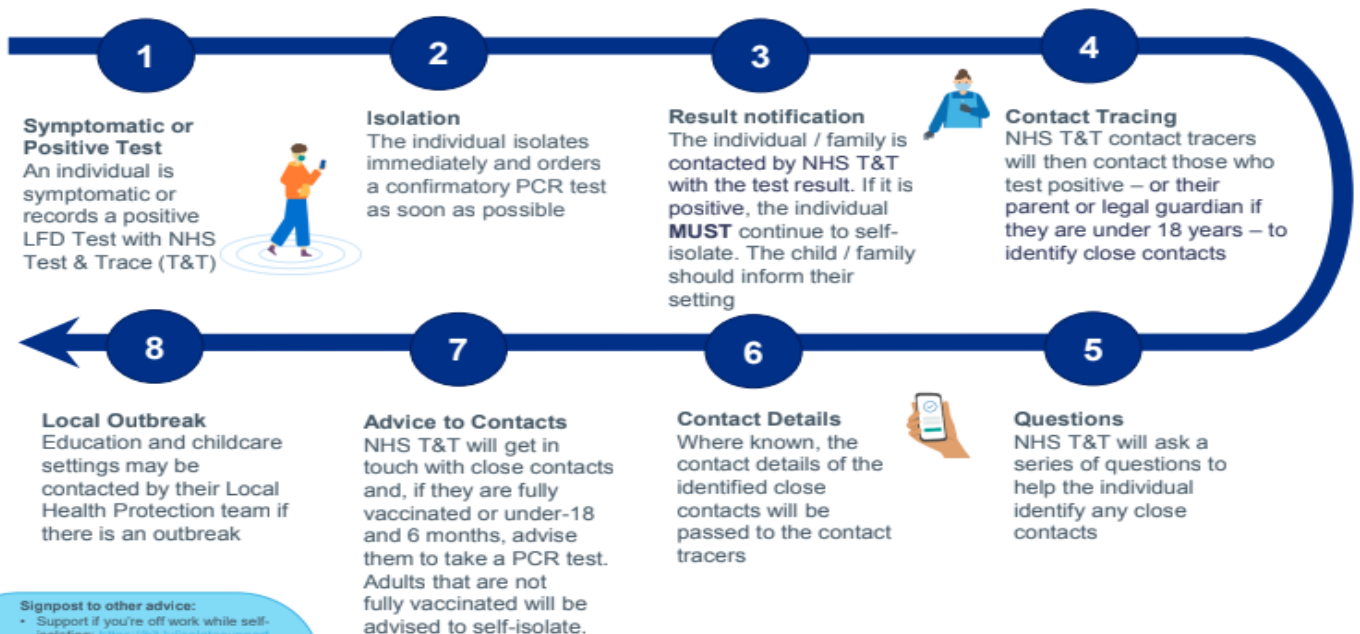 1
Symptomatic or
Positive Test
An individual is
symptomatic or
records a positive
LFD Test with NHS
Test & Trace (T&T)
2
Isolation
The individual isolates
immediately and orders
a confirmatory PCR test
as soon as possible
3
Result notification
The individual / family is
contacted by NHS T&T
with the test result. If it is
positive, the individual
MUST continue to self-
isolate. The child / family
should inform their
setting
4
Contact Tracing
NHS T&T contact tracers
will then contact those who
test positive – or their
parent or legal guardian if
they are under 18 years – to
identify close contacts
5
Questions
NHS T&T will ask a
series of questions to
help the individual
identify any close
contacts
6
Contact Details
Where known, the
contact details of the
identified close
contacts will be
passed to the contact
tracers
7
Advice to Contacts
NHS T&T will get in
touch with close contacts
and, if they are fully
vaccinated or under-18
and 6 months, advise
them to take a PCR test.
Adults that are not
fully vaccinated will be
advised to self-isolate.
8
Local Outbreak
Education and childcare
settings may be
contacted by their Local
Health Protection team if
there is an outbreak
Signpost to other advice:
• Support if you're off work while self-